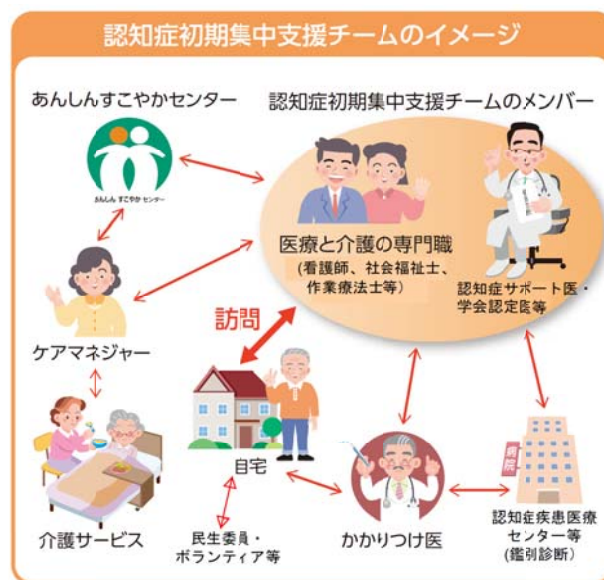 認知症初期集中支援チームのイメージ
あんしんすこやかセンター
認知症初期集中支援チームのメンバー
あんしん すこやか センター
医療と介護の専門職
(看護師、社会福祉士、
作業療法士等)
認知症サポート医・
学会認定医等
訪問
ケアマネジャー
自宅
病院
介護サービス
民生委員・
ボランティア等
かかりつけ医
認知症疾患医療
センター等
(鑑別診断)